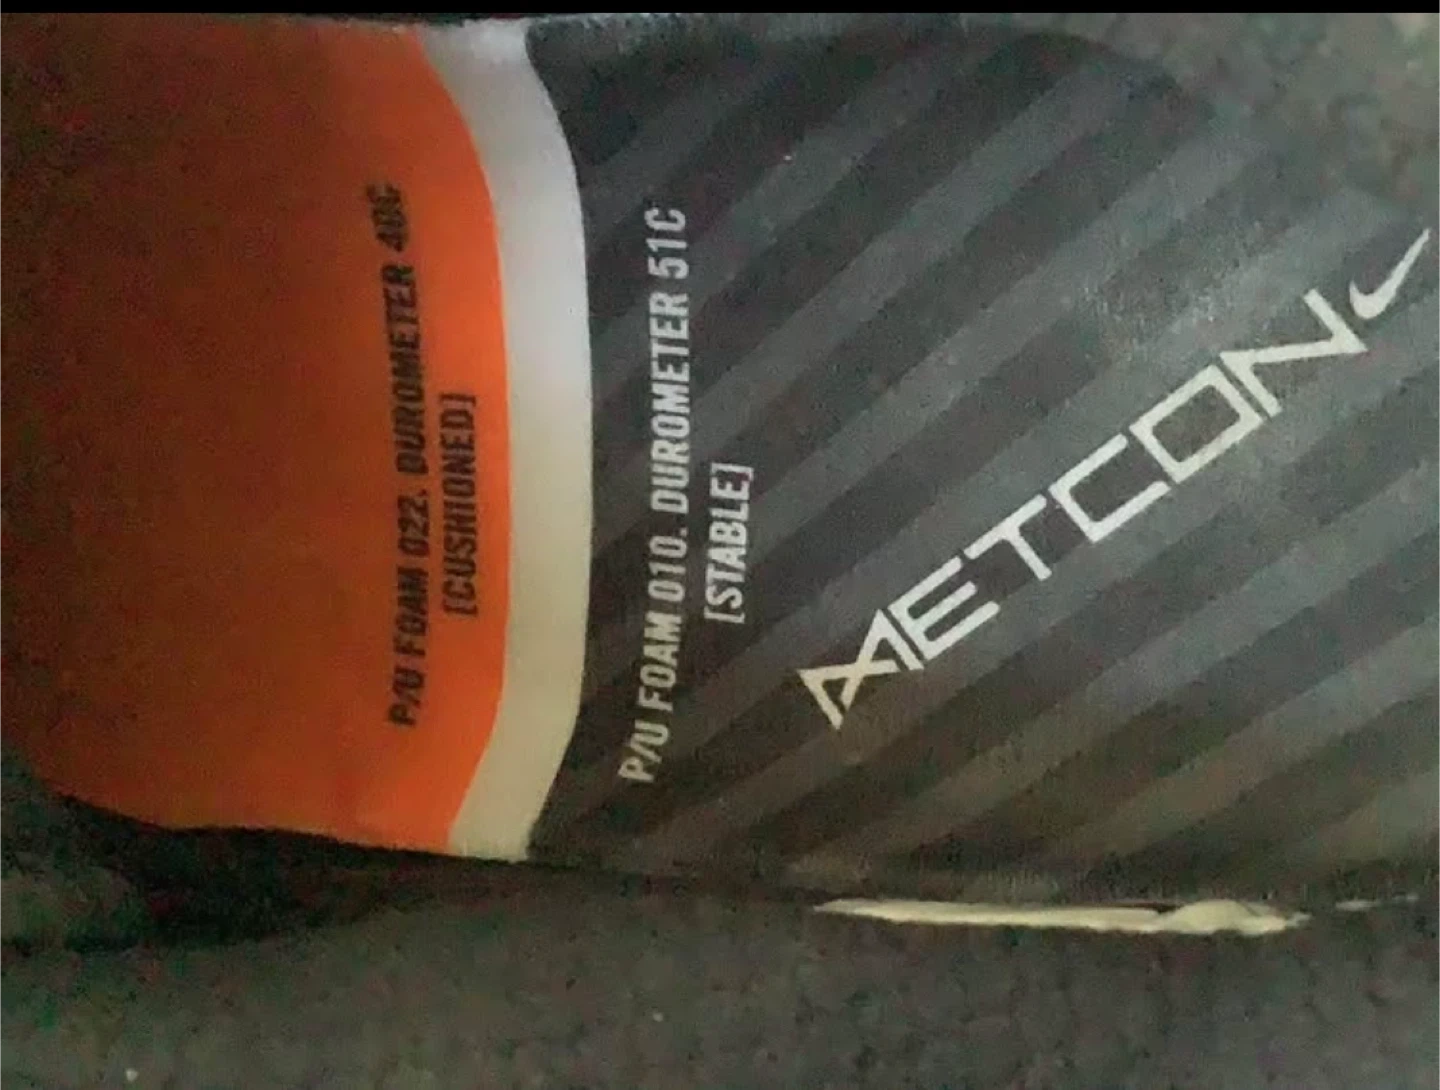 P/U FOAM 022. DUROMETER 40C
[CUSHIONED]
P/U FOAM 010. DUROMETER 51C
[STABLE]
METCON